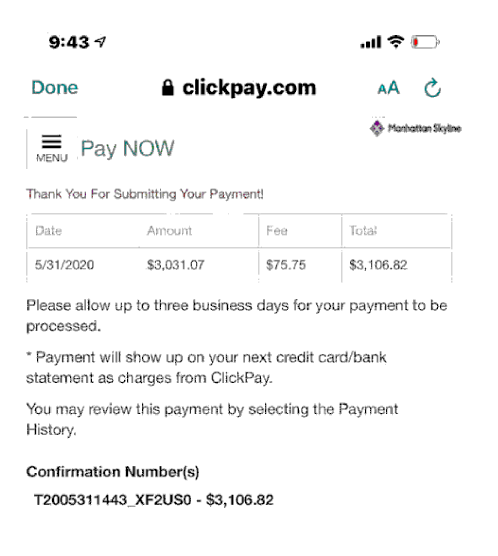 9:43
Done
clickpay.com
AA
Manhattan Skyline
MENU
Pay NOW
Thank You For Submitting Your Payment!
Date Amount Fee Total
5/31/2020 $3,031.07 $75.75 $3,106.82
Please allow up to three business days for your payment to be
processed.
* Payment will show up on your next credit card/bank
statement as charges from ClickPay.
You may review this payment by selecting the Payment
History.
Confirmation Number(s)
T2005311443_XF2US0 - $3,106.82